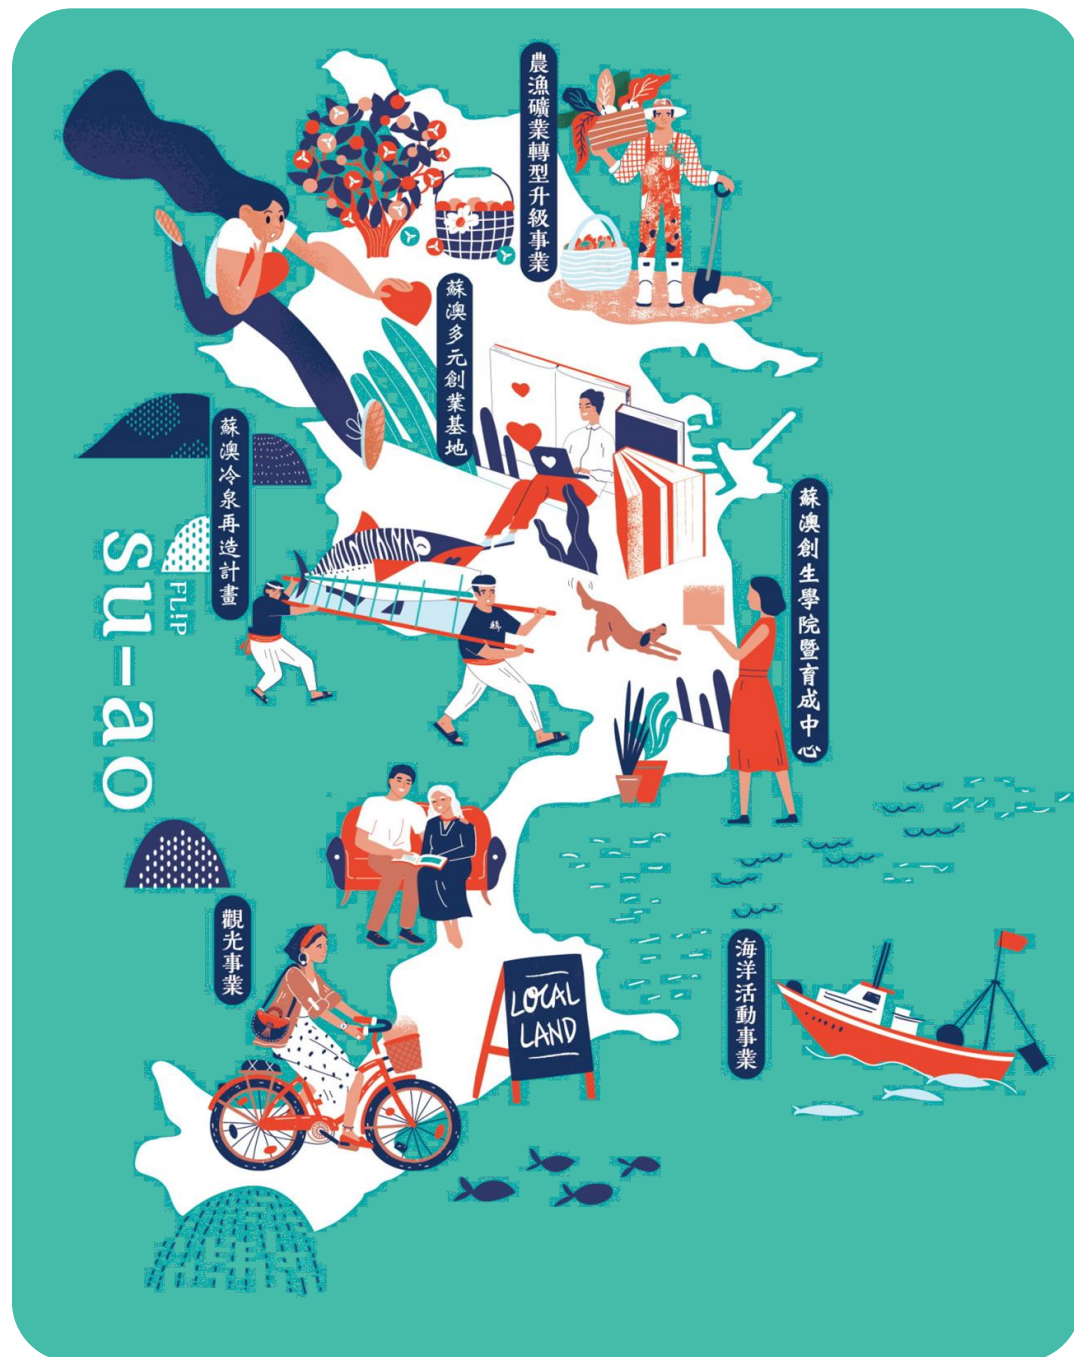 農漁礦業轉型升級事業
蘇澳多元創業基地
蘇澳冷泉再造計畫
蘇澳創生學院暨育成中心
FLiP
su-ao
蘇
觀光事業
海洋活動事業
LOCAL
LAND